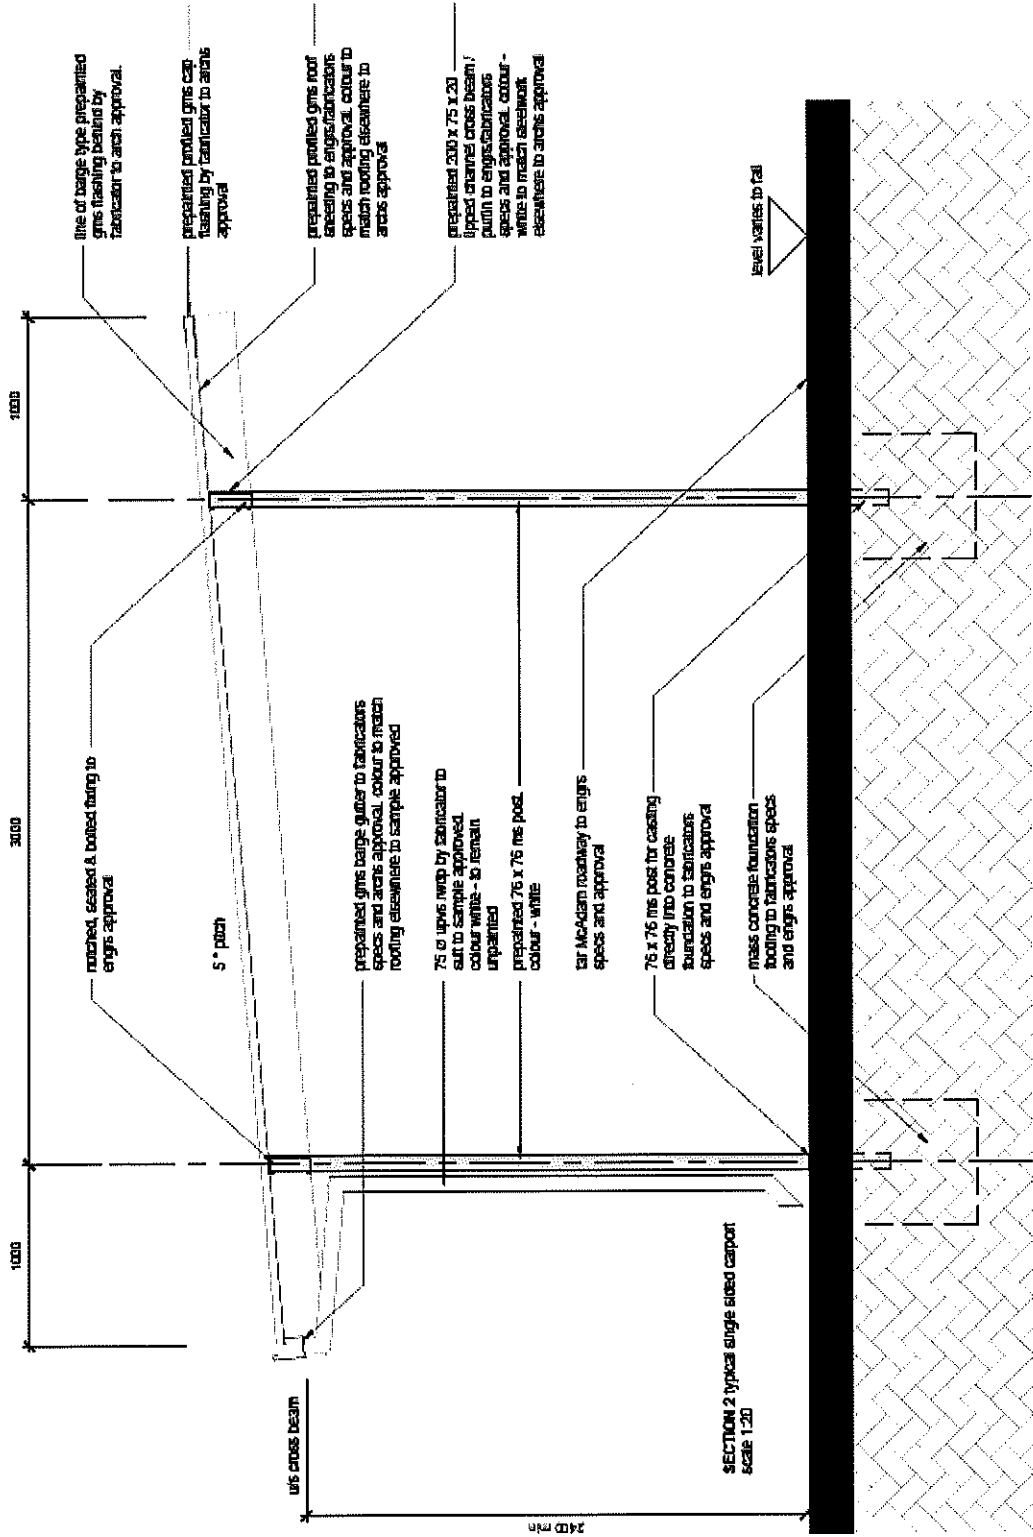 line of barge type prepainted
gms flashing behind by
fabricator to arch approval.
prepainted profiled gms cap
flashing by fabricator to archs
approval
prepainted profiled gms roof
sheeting to engrs/fabricators
specs and approval. colour to
match roofing elsewhere to
archs approval
prepainted 200 x 75 x 20
lipped channel cross beam /
purlin to engrs/fabricators
specs and approval. colour -
white to match steelwork
elsewhere to archs approval
level varies to fall
1000
3000
1000
notched, seated & bolted fixing to
engrs approval
5° pitch
prepainted gms barge gutter to fabricators
specs and archs approval. colour to match
roofing elsewhere to sample approved
75 ø upvc rwdp by fabricator to
suit to sample approved.
colour white - to remain
unpainted
prepainted 76 x 76 ms post.
colour - white
tar McAdam roadway to engrs
specs and approval
76 x 76 ms post for casting
directly into concrete
foundation to fabricators
specs and engrs approval
mass concrete foundation
footing to fabricators specs
and engrs approval
u/s cross beam
2400 min
SECTION 2 typical single sided carport
scale 1:20